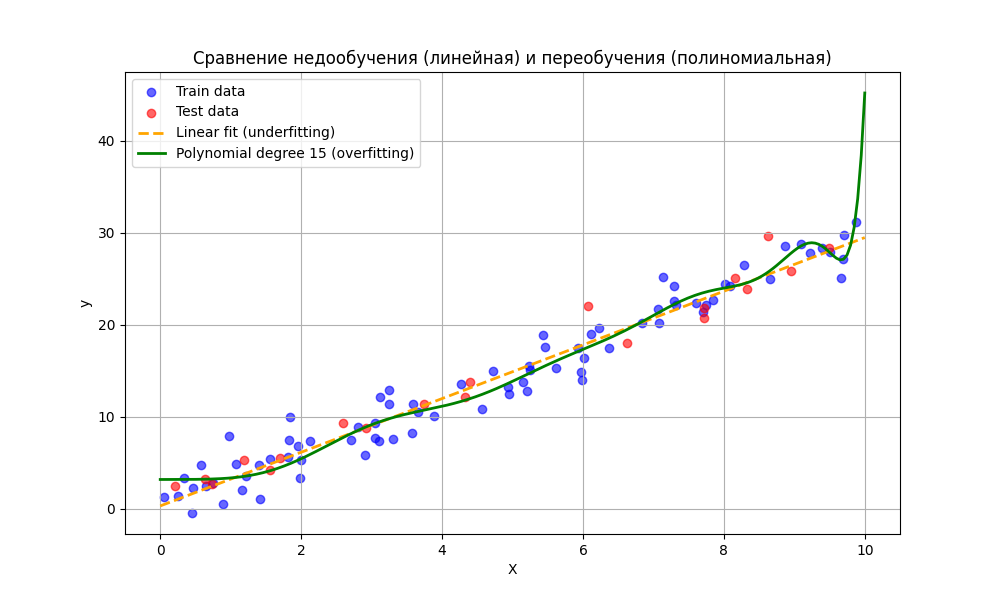 Сравнение недообучения (линейная) и переобучения (полиномиальная)
Train data
Test data
Linear fit (underfitting)
Polynomial degree 15 (overfitting)
40
30
20
10
0
y
0 2 4 6 8 10
X